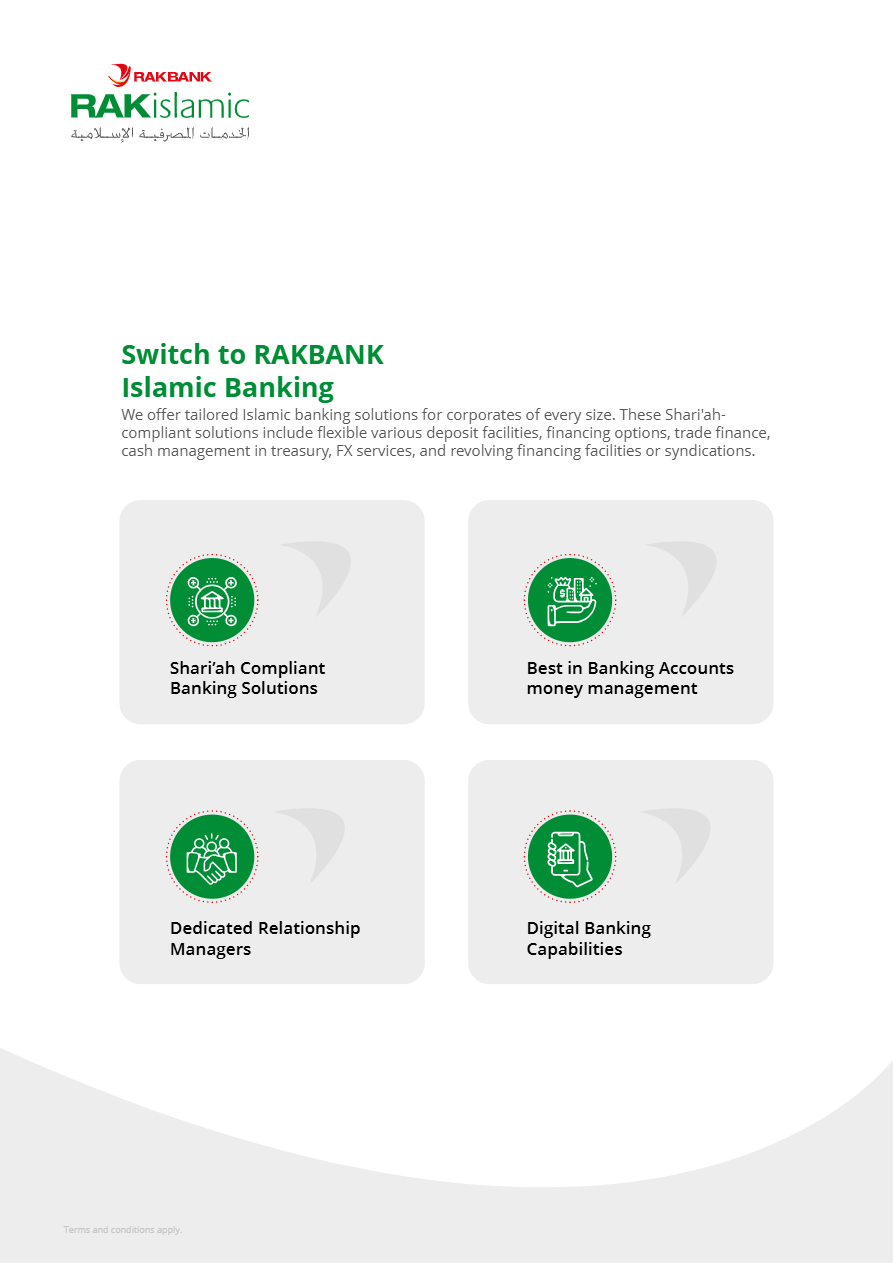 RAKBANK
RAKislamic
الخدمات المصرفية الإسلامية
Switch to RAKBANK
Islamic Banking
We offer tailored Islamic banking solutions for corporates of every size. These Shari'ah-
compliant solutions include flexible various deposit facilities, financing options, trade finance,
cash management in treasury, FX services, and revolving financing facilities or syndications.
Shari’ah Compliant
Banking Solutions
Best in Banking Accounts
money management
Dedicated Relationship
Managers
Digital Banking
Capabilities
Terms and conditions apply.